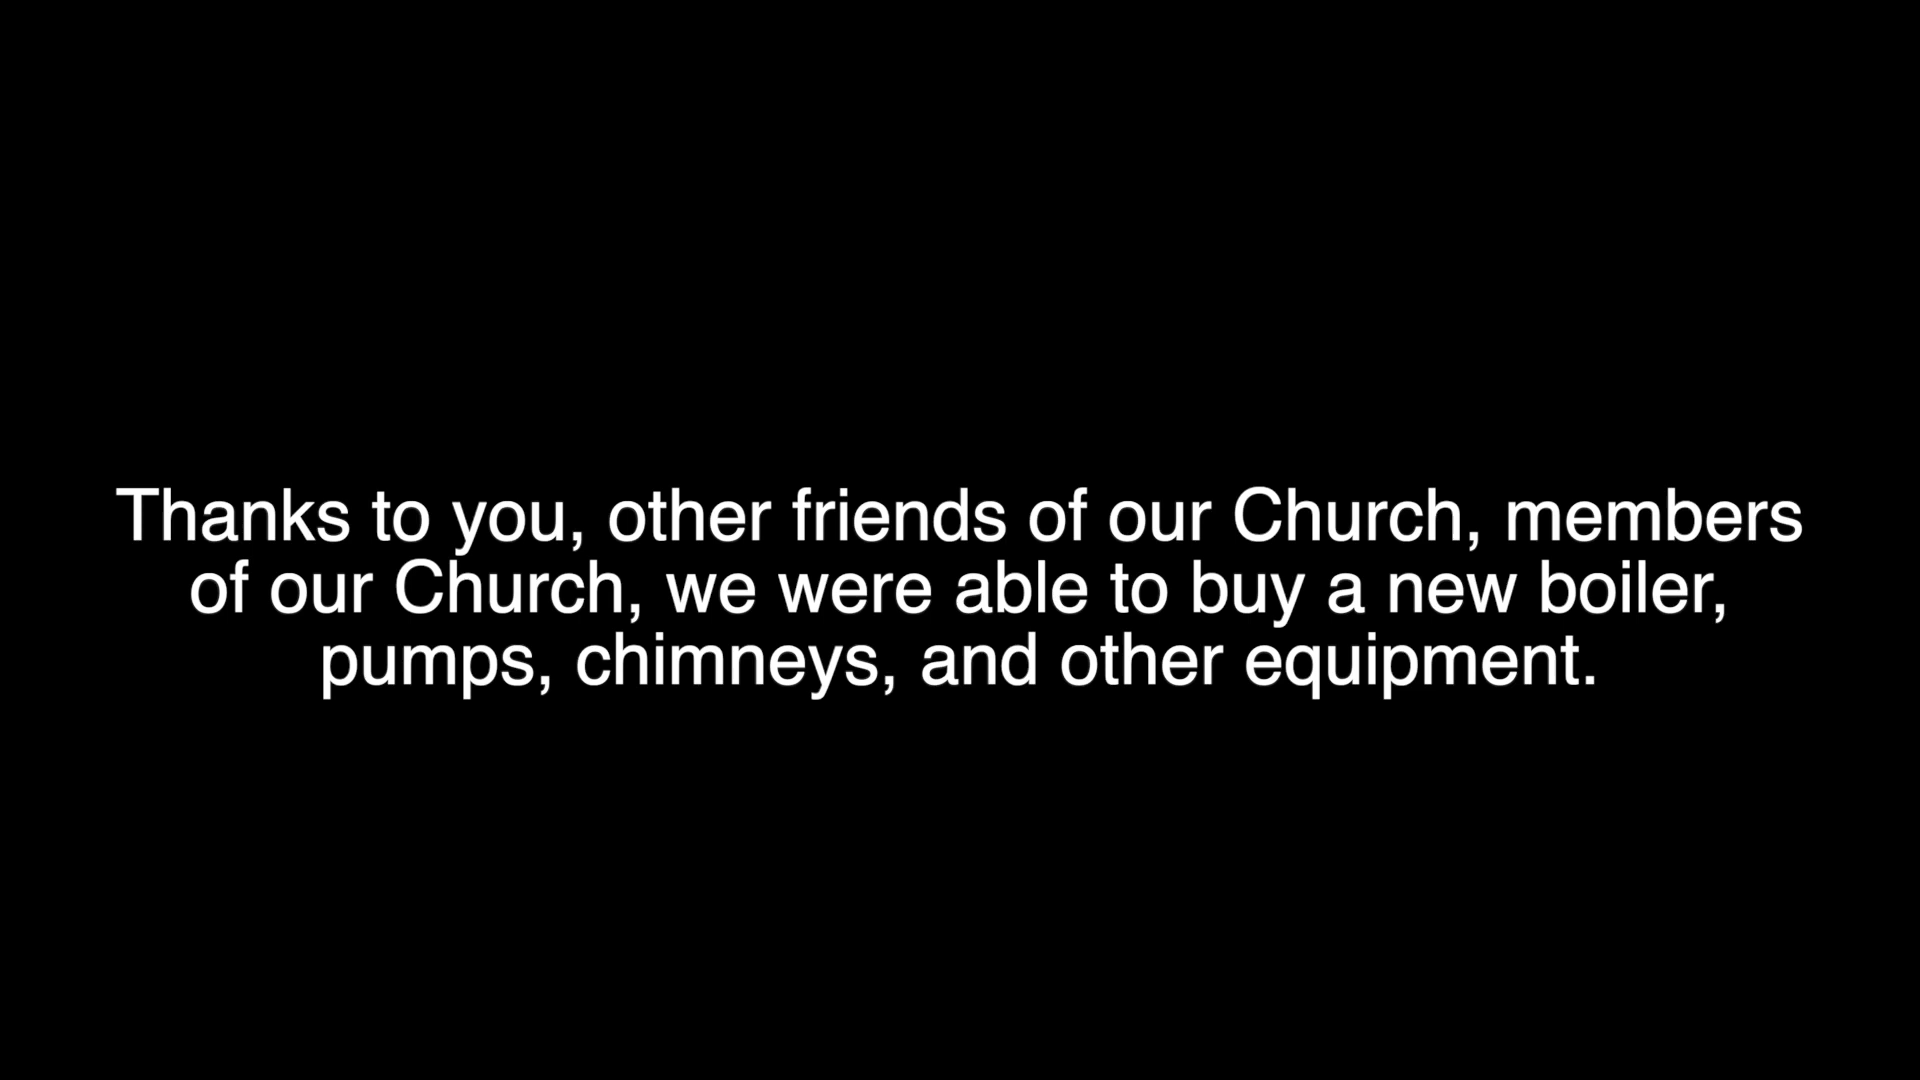 Thanks to you, other friends of our Church, members
of our Church, we were able to buy a new boiler,
pumps, chimneys, and other equipment.